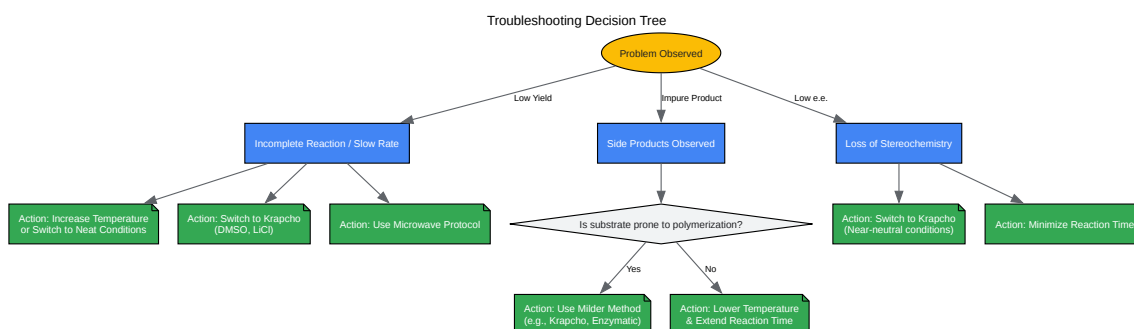 Troubleshooting Decision Tree
Problem Observed
Low Yield
Impure Product
Low e.e.
Incomplete Reaction / Slow Rate
Side Products Observed
Loss of Stereochemistry
Action: Increase Temperature
or Switch to Neat Conditions
Action: Switch to Krapcho
(DMSO, LiCl)
Action: Use Microwave Protocol
Is substrate prone to polymerization?
Action: Switch to Krapcho
(Near-neutral conditions)
Action: Minimize Reaction Time
Yes
No
Action: Use Milder Method
(e.g., Krapcho, Enzymatic)
Action: Lower Temperature
& Extend Reaction Time